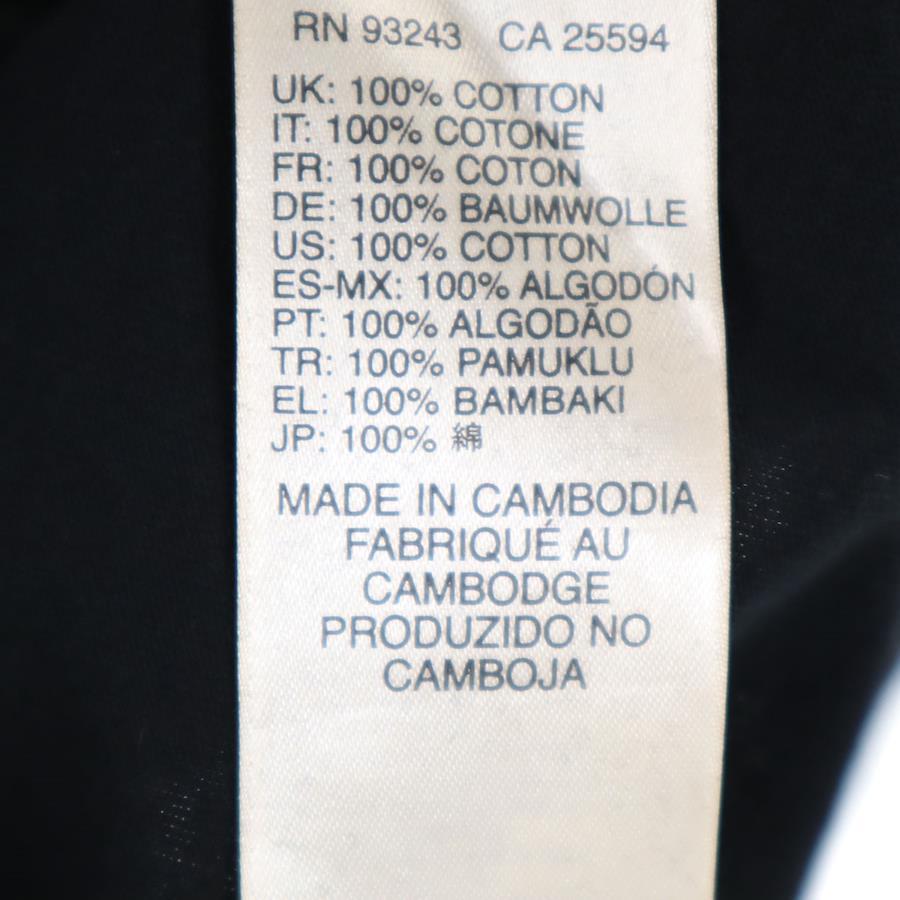 RN 93243 CA 25594
UK: 100% COTTON
IT: 100% COTONE
FR: 100% COTON
DE: 100% BAUMWOLLE
US: 100% COTTON
ES-MX: 100% ALGODÓN
PT: 100% ALGODÃO
TR: 100% PAMUKLU
EL: 100% BAMBAKI
JP: 100% 綿
MADE IN CAMBODIA
FABRIQUÉ AU
CAMBODGE
PRODUZIDO NO
CAMBOJA